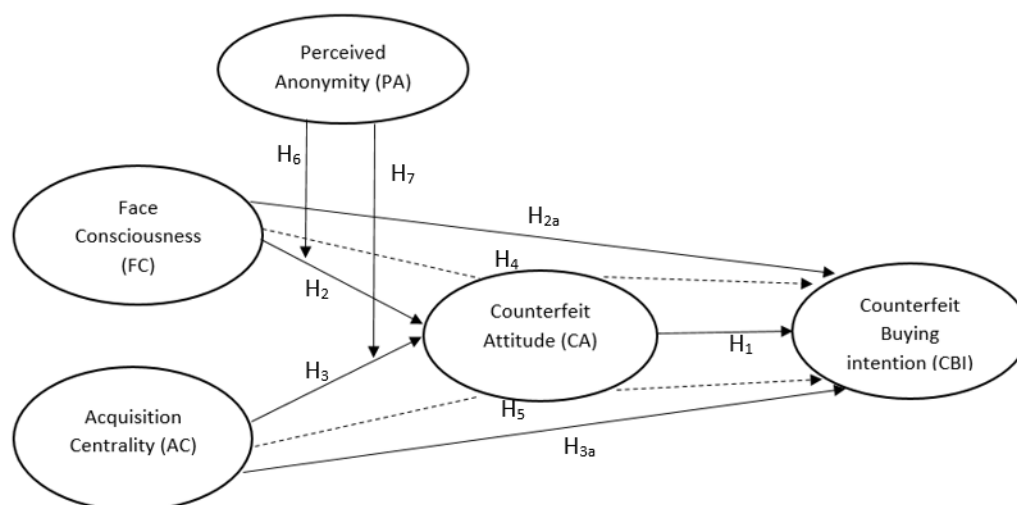 Perceived
Anonymity (PA)
H₆
H₇
Face
Consciousness
(FC)
H₂ₐ
H₄
H₂
Counterfeit
Attitude (CA)
Counterfeit
Buying
intention (CBI)
H₁
H₃
H₅
Acquisition
Centrality (AC)
H₃ₐ